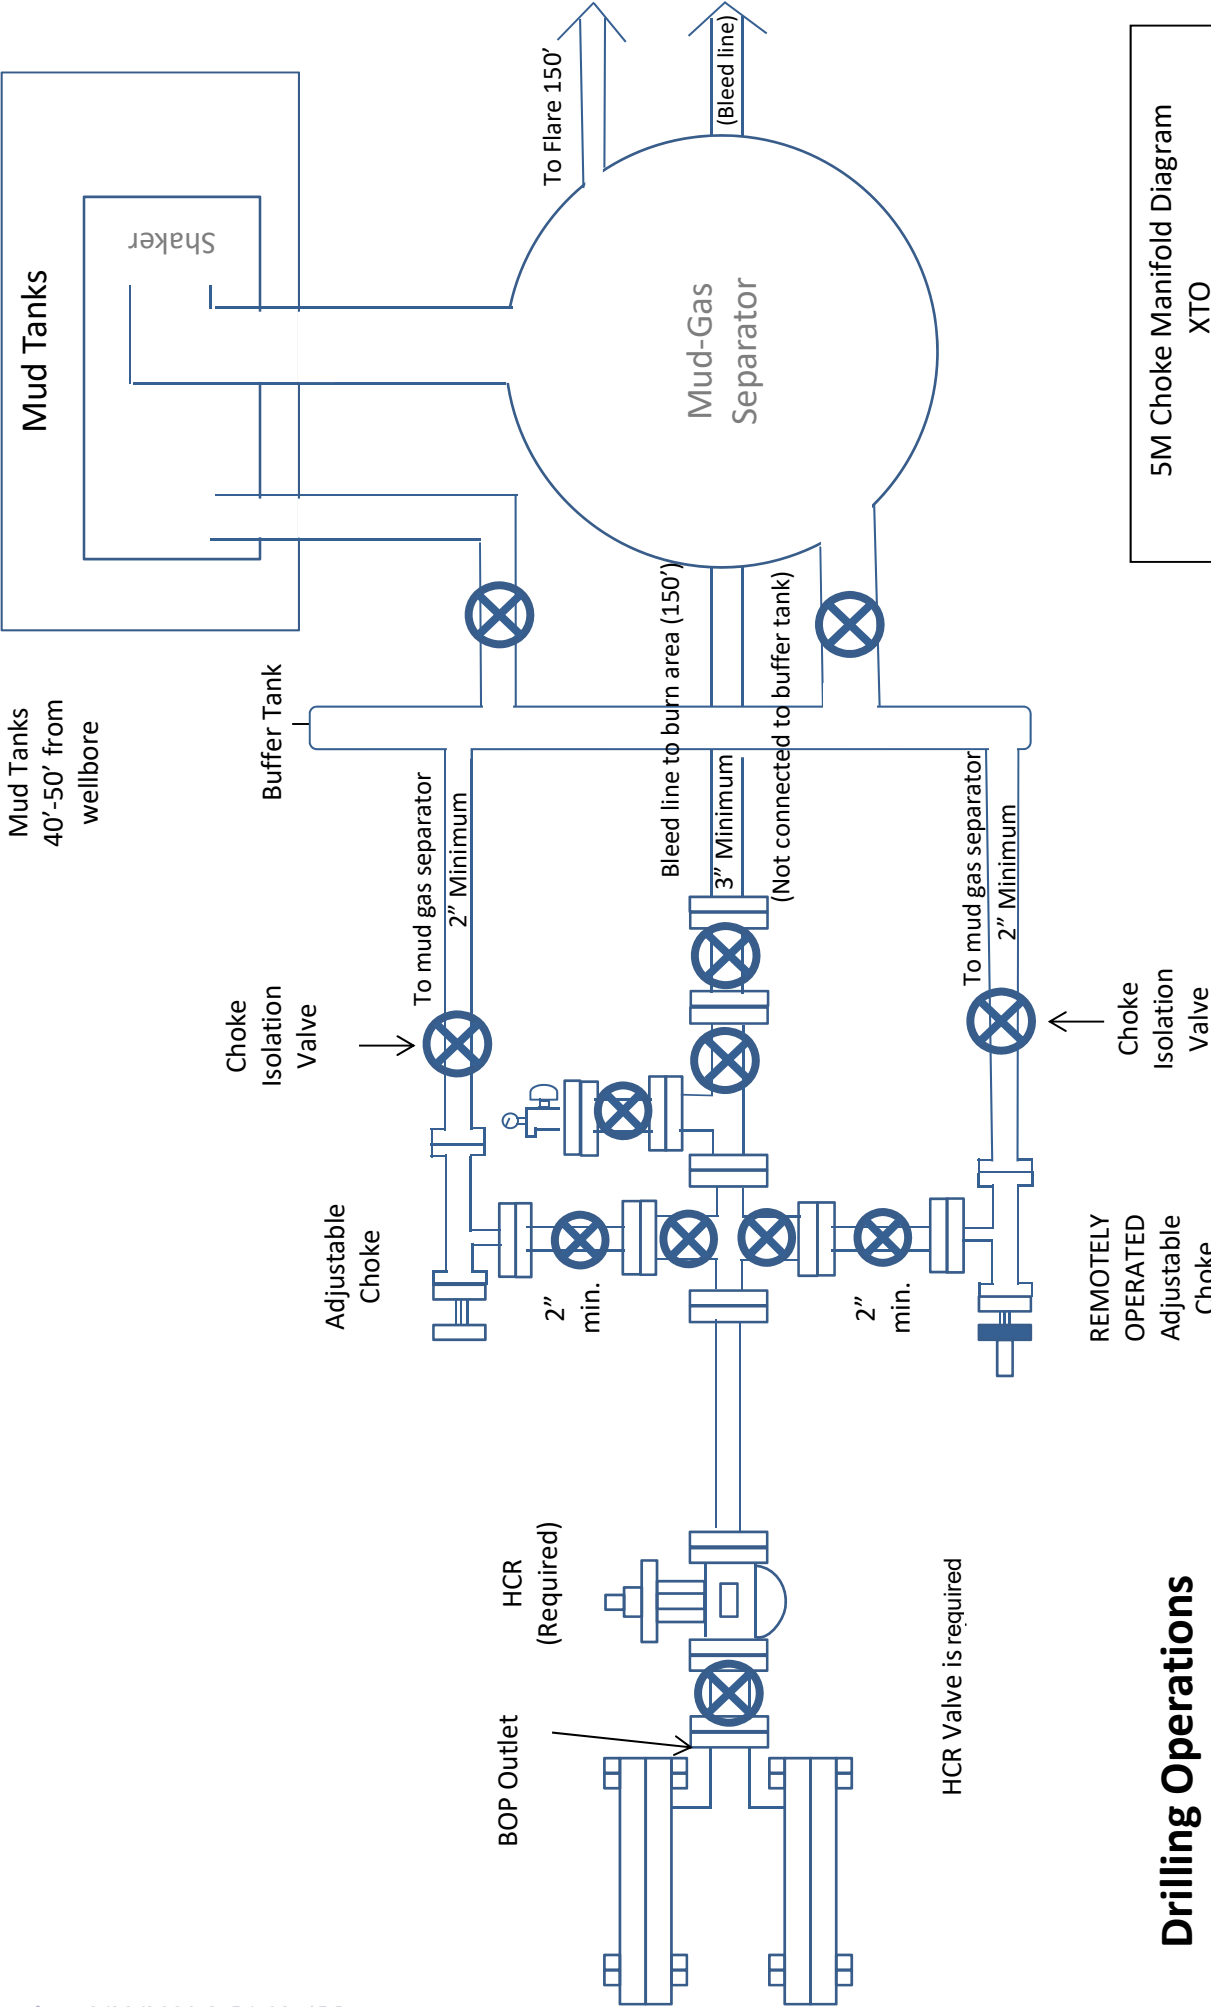 Mud Tanks
40’-50’ from
wellbore
Mud Tanks
Shaker
Buffer Tank
Choke
Isolation
Valve
Adjustable
Choke
To mud gas separator
2” Minimum
To Flare 150’
(Bleed line)
Mud-Gas
Separator
Bleed line to burn area (150’)
3” Minimum
(Not connected to buffer tank)
HCR
(Required)
BOP Outlet
2”
min.
2”
min.
To mud gas separator
2” Minimum
HCR Valve is required
REMOTELY
OPERATED
Adjustable
Choke
Choke
Isolation
Valve
Drilling Operations
5M Choke Manifold Diagram
XTO